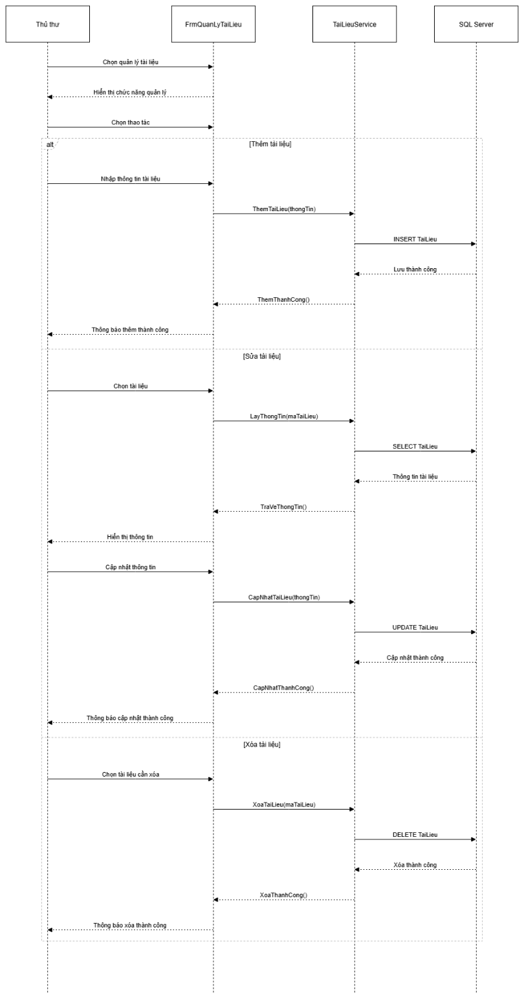 Thủ thư
FrmQuanLyTaiLieu
TaiLieuService
SQL Server
Chọn quản lý tài liệu
Hiển thị chức năng quản lý
Chọn thao tác
alt
[Thêm tài liệu]
Nhập thông tin tài liệu
ThemTaiLieu(thongTin)
INSERT TaiLieu
Lưu thành công
ThemThanhCong()
Thông báo thêm thành công
[Sửa tài liệu]
Chọn tài liệu
LayThongTin(maTaiLieu)
SELECT TaiLieu
Thông tin tài liệu
TraVeThongTin()
Hiển thị thông tin
Cập nhật thông tin
CapNhatTaiLieu(thongTin)
UPDATE TaiLieu
Cập nhật thành công
CapNhatThanhCong()
Thông báo cập nhật thành công
[Xóa tài liệu]
Chọn tài liệu cần xóa
XoaTaiLieu(maTaiLieu)
DELETE TaiLieu
Xóa thành công
XoaThanhCong()
Thông báo xóa thành công